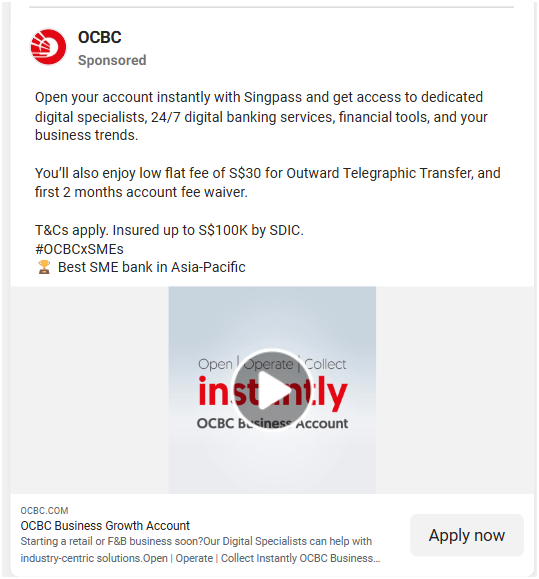 OCBC
Sponsored
Open your account instantly with Singpass and get access to dedicated
digital specialists, 24/7 digital banking services, financial tools, and your
business trends.
You’ll also enjoy low flat fee of S$30 for Outward Telegraphic Transfer, and
first 2 months account fee waiver.
T&Cs apply. Insured up to S$100K by SDIC.
#OCBCxSMEs
🏆 Best SME bank in Asia-Pacific
Open | Operate | Collect
instantly
OCBC Business Account
OCBC.COM
OCBC Business Growth Account
Starting a retail or F&B business soon?Our Digital Specialists can help with
industry-centric solutions.Open | Operate | Collect Instantly OCBC Business...
Apply now